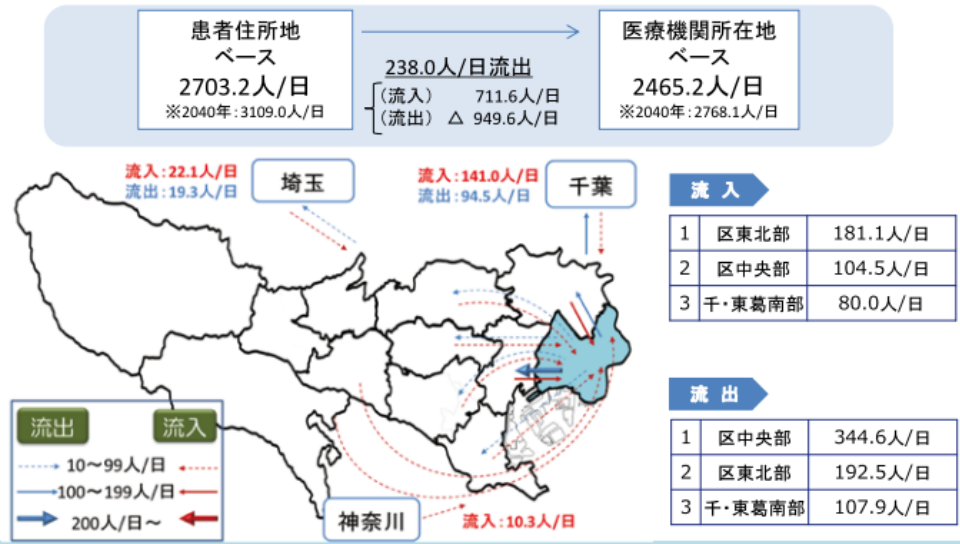 患者住所地
ベース
2703.2人/日
※2040年：3109.0人/日
238.0人/日流出
（流入） 711.6人/日
（流出） △ 949.6人/日
医療機関所在地
ベース
2465.2人/日
※2040年：2768.1人/日
流入：22.1人/日
流出：19.3人/日
埼玉
流入：141.0人/日
流出：94.5人/日
千葉
流 入
1 区東北部 181.1人/日
2 区中央部 104.5人/日
3 千・東葛南部 80.0人/日
流 出
1 区中央部 344.6人/日
2 区東北部 192.5人/日
3 千・東葛南部 107.9人/日
流出 流入
10～99人/日
100～199人/日
200人/日～
神奈川
流入：10.3人/日